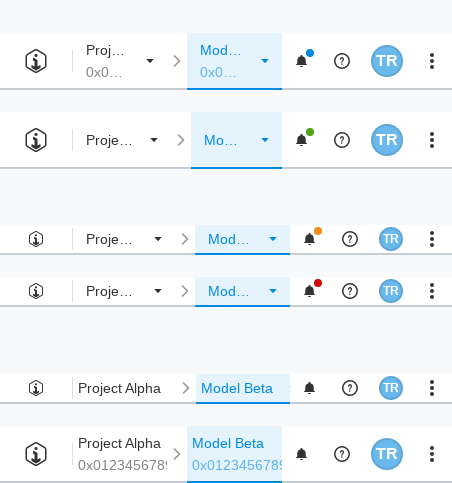 Proj... Mod... TR
0x0... 0x0...
Proje... Mo... TR
Proje... Mod... TR
Proje... Mod... TR
Project Alpha Model Beta TR
Project Alpha Model Beta TR
0x0123456789 0x0123456789